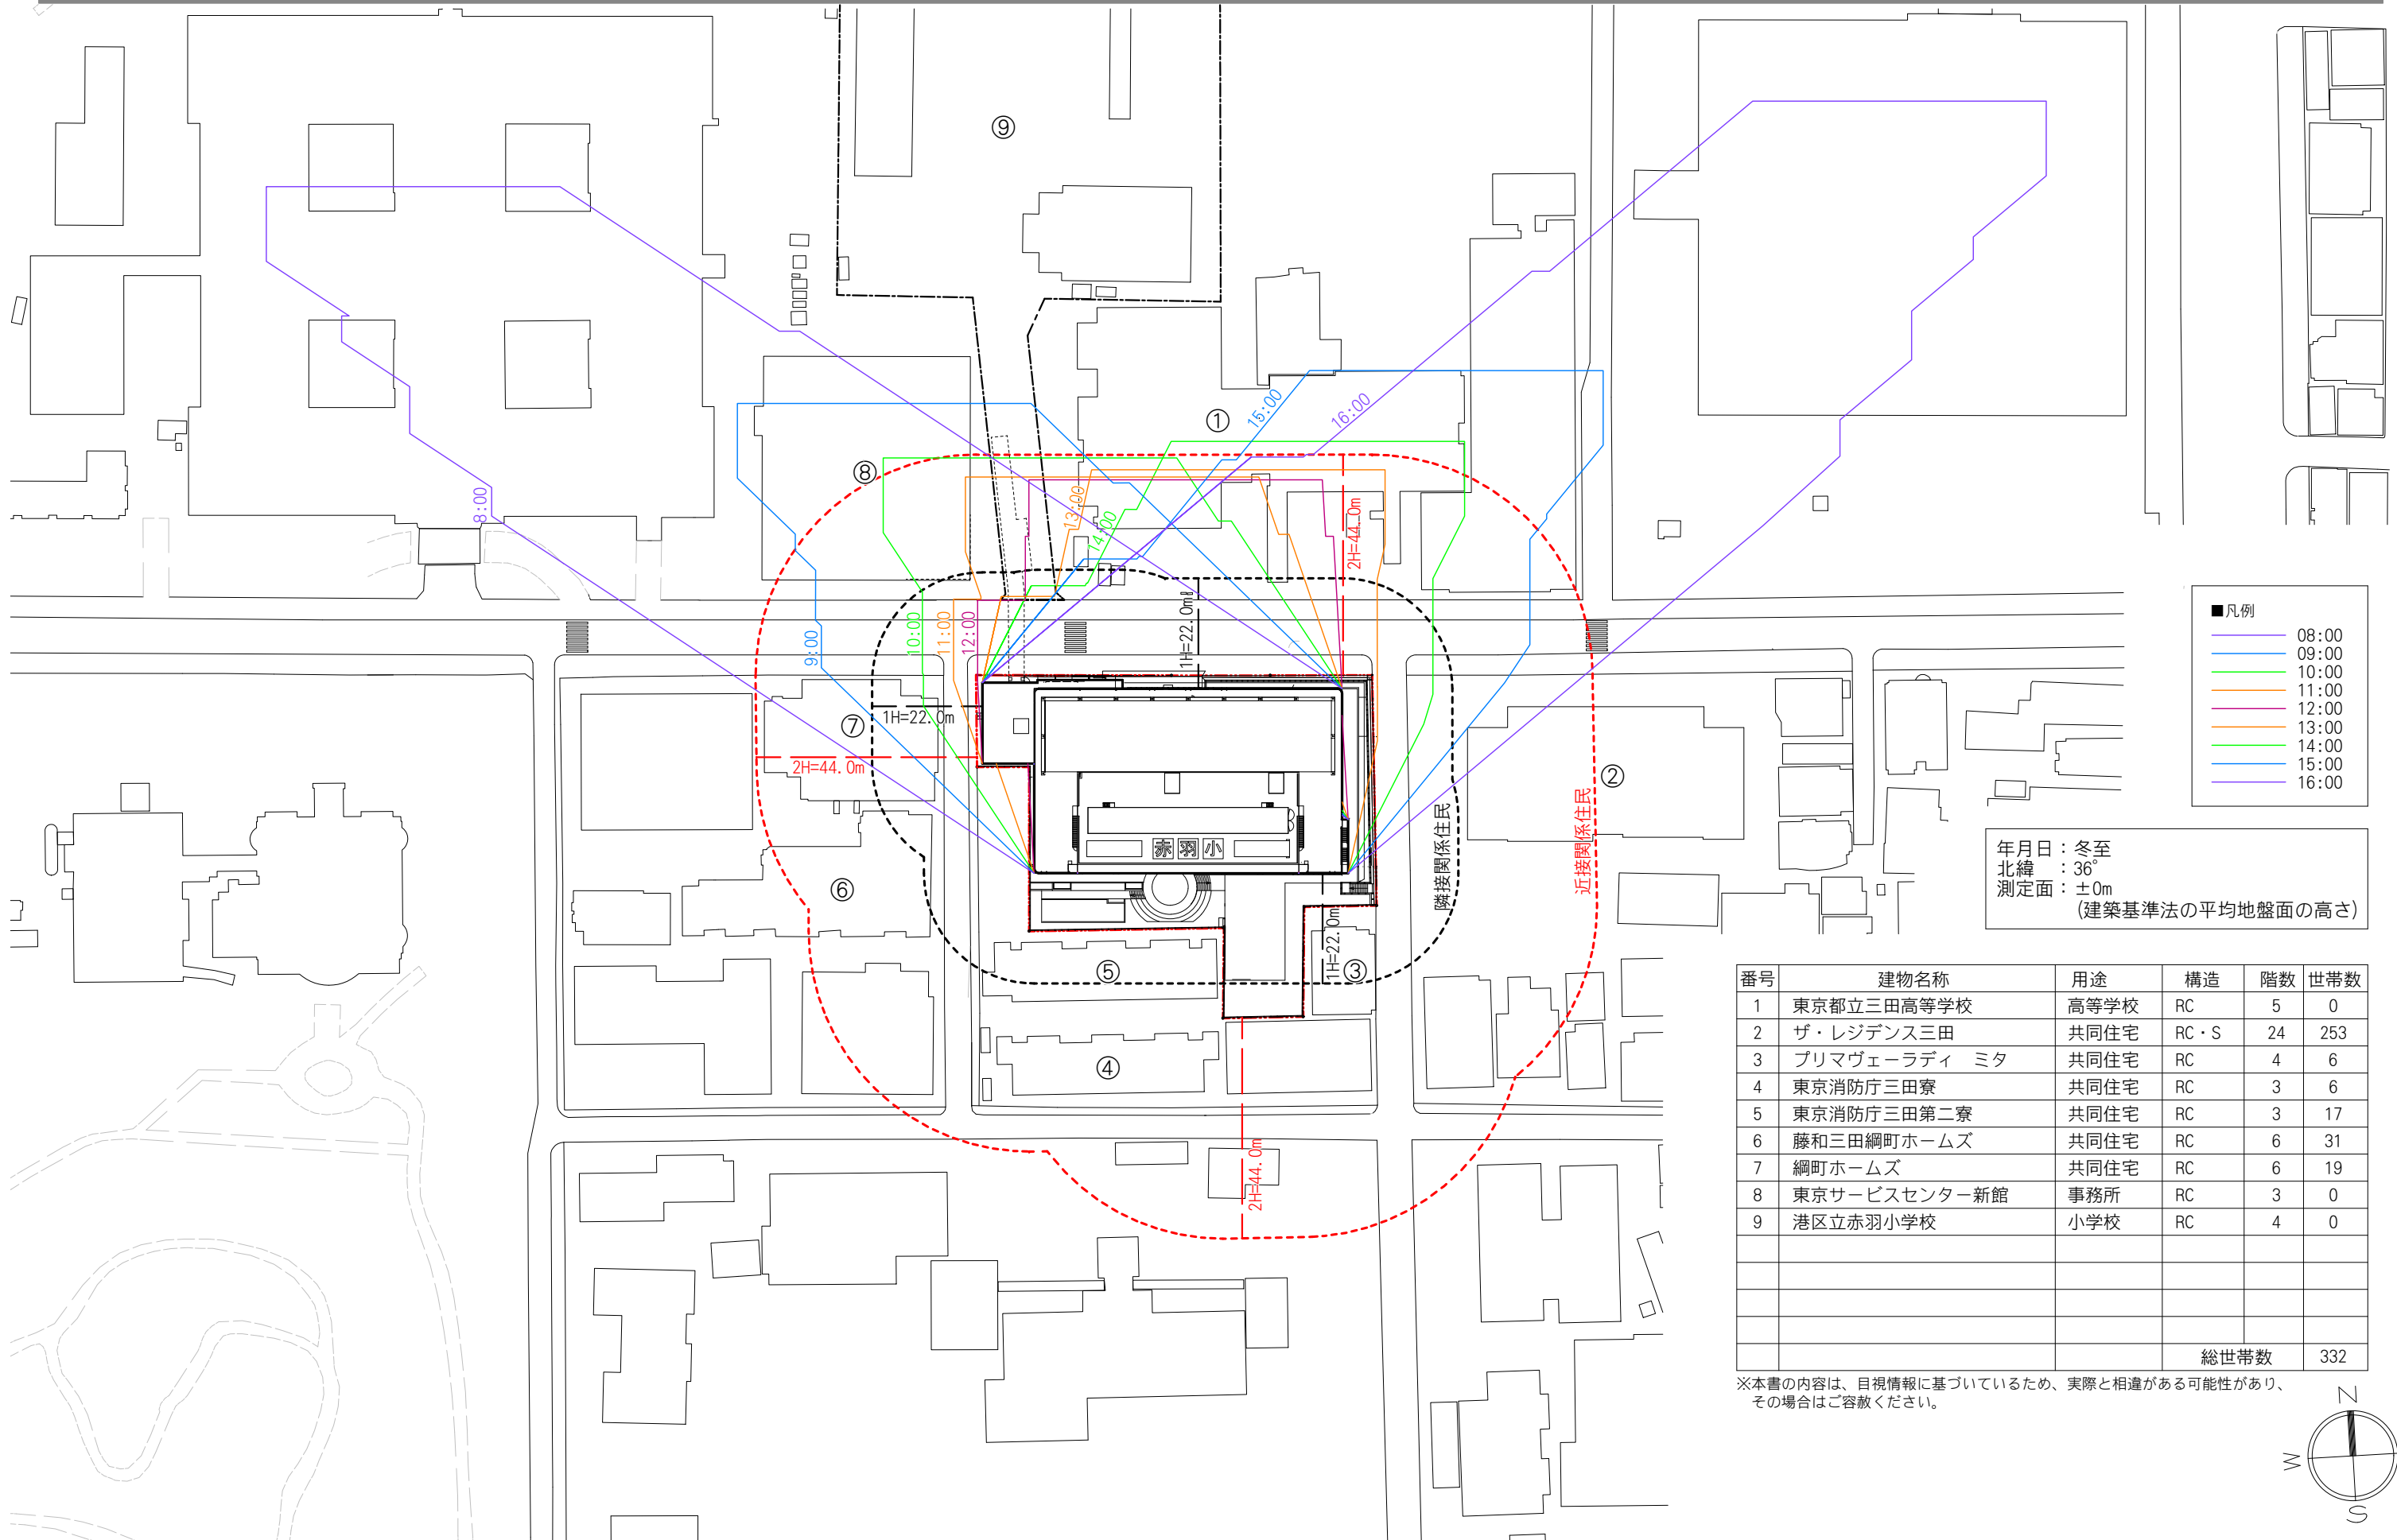 ⑨
①
⑧
15:00
16:00
8:00
13:00
14:00
2H=44.0m
1H=22.0m
9:00
10:00
11:00
12:00
⑦
1H=22.0m
2H=44.0m
②
⑥
赤羽小
隣接関係住民
近接関係住民
1H=22.0m
⑤
③
④
2H=44.0m
■凡例
08:00
09:00
10:00
11:00
12:00
13:00
14:00
15:00
16:00
年月日：冬至
北緯　：36°
測定面：±0m
(建築基準法の平均地盤面の高さ)
番号 建物名称 用途 構造 階数 世帯数
1 東京都立三田高等学校 高等学校 RC 5 0
2 ザ・レジデンス三田 共同住宅 RC・S 24 253
3 プリマヴェーラディ　ミタ 共同住宅 RC 4 6
4 東京消防庁三田寮 共同住宅 RC 3 6
5 東京消防庁三田第二寮 共同住宅 RC 3 17
6 藤和三田綱町ホームズ 共同住宅 RC 6 31
7 綱町ホームズ 共同住宅 RC 6 19
8 東京サービスセンター新館 事務所 RC 3 0
9 港区立赤羽小学校 小学校 RC 4 0
総世帯数 332
※本書の内容は、目視情報に基づいているため、実際と相違がある可能性があり、
その場合はご容赦ください。
N
W
S